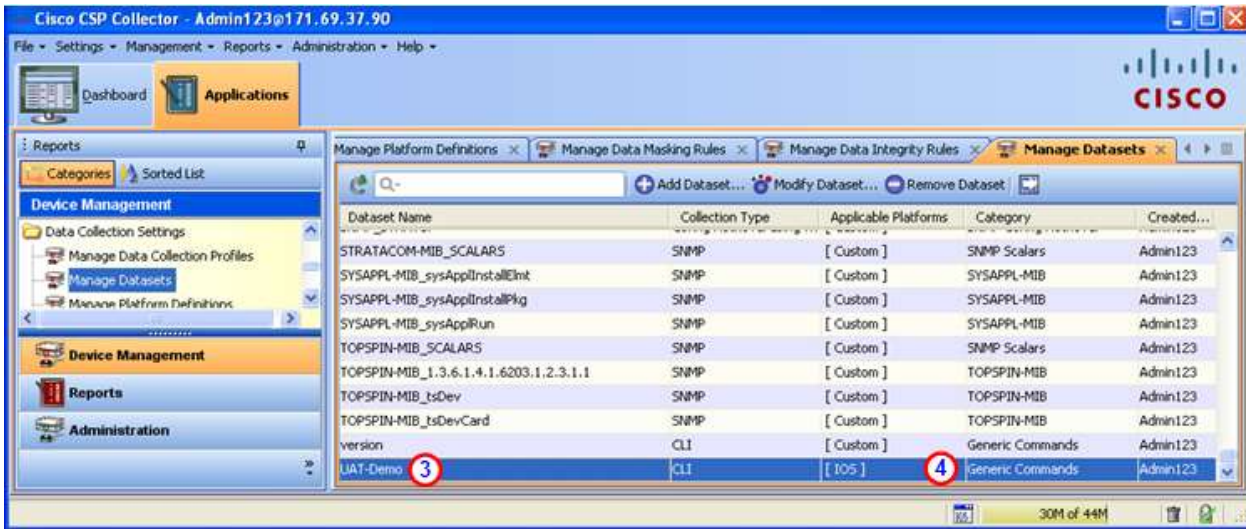 Cisco CSP Collector - Admin123@171.69.37.90
File Settings Management Reports Administration Help
Dashboard Applications
CISCO
Reports
Categories Sorted List
Device Management
Data Collection Settings
Manage Data Collection Profiles
Manage Datasets
Manage Platform Definitions
Device Management
Reports
Administration
Manage Platform Definitions Manage Data Masking Rules Manage Data Integrity Rules Manage Datasets
Add Dataset... Modify Dataset... Remove Dataset
Dataset Name Collection Type Applicable Platforms Category Created...
STRATACOM-MIB_SCALARS SNMP [ Custom ] SNMP Scalars Admin123
SYSAPPL-MIB_sysApplInstallElmt SNMP [ Custom ] SYSAPPL-MIB Admin123
SYSAPPL-MIB_sysApplInstallPkg SNMP [ Custom ] SYSAPPL-MIB Admin123
SYSAPPL-MIB_sysApplRun SNMP [ Custom ] SYSAPPL-MIB Admin123
TOPSPIN-MIB_SCALARS SNMP [ Custom ] SNMP Scalars Admin123
TOPSPIN-MIB_1.3.6.1.4.1.6203.1.2.3.1.1 SNMP [ Custom ] TOPSPIN-MIB Admin123
TOPSPIN-MIB_tsDev SNMP [ Custom ] TOPSPIN-MIB Admin123
TOPSPIN-MIB_tsDevCard SNMP [ Custom ] TOPSPIN-MIB Admin123
version CLI [ Custom ] Generic Commands Admin123
UAT-Demo 3 CLI [ IOS ] 4 Generic Commands Admin123
30M of 44M